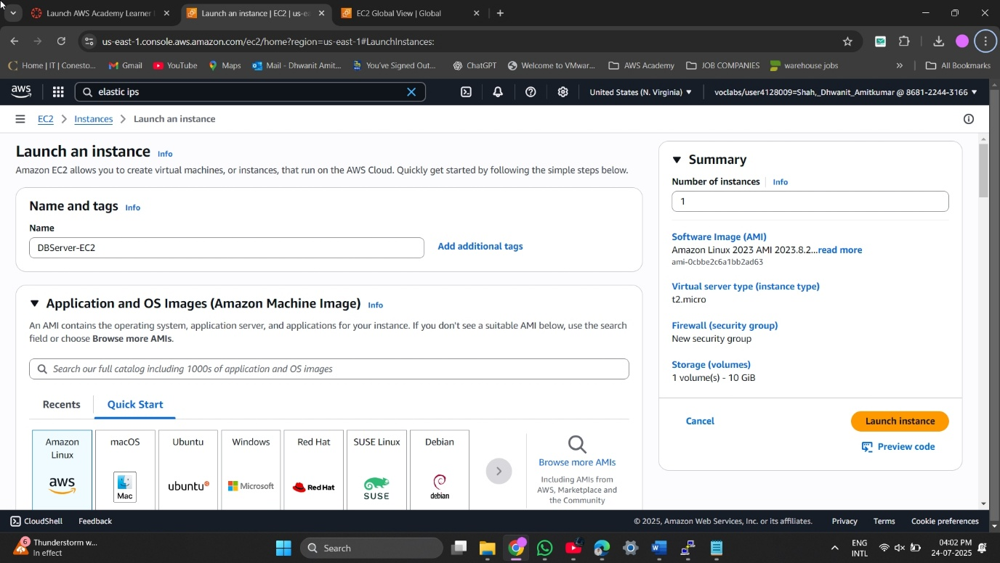 Launch AWS Academy Learner
Launch an instance | EC2 | us-ea
EC2 Global View | Global
us-east-1.console.aws.amazon.com/ec2/home?region=us-east-1#LaunchInstances:
Home | IT | Conesto...
Gmail
YouTube
Maps
Mail - Dhwanit Amit...
You've Signed Out...
ChatGPT
Welcome to VMwar...
AWS Academy
JOB COMPANIES
warehouse jobs
All Bookmarks
aws
elastic ips
United States (N. Virginia)
voclabs/user4128009=Shah,_Dhwanit_Amitkumar @ 8681-2244-3166
EC2
Instances
Launch an instance
Launch an instance Info
Amazon EC2 allows you to create virtual machines, or instances, that run on the AWS Cloud. Quickly get started by following the simple steps below.
Name and tags Info
Name
DBServer-EC2
Add additional tags
Application and OS Images (Amazon Machine Image) Info
An AMI contains the operating system, application server, and applications for your instance. If you don't see a suitable AMI below, use the search
field or choose Browse more AMIs.
Search our full catalog including 1000s of application and OS images
Recents
Quick Start
Amazon
Linux
aws
macOS
Mac
Ubuntu
ubuntu
Windows
Microsoft
Red Hat
Red Hat
SUSE Linux
SUSE
Debian
debian
Browse more AMIs
Including AMIs from
AWS, Marketplace and
the Community
Summary
Number of instances Info
1
Software Image (AMI)
Amazon Linux 2023 AMI 2023.8.2...read more
ami-0cbbe2c6a1bb2ad63
Virtual server type (instance type)
t2.micro
Firewall (security group)
New security group
Storage (volumes)
1 volume(s) - 10 GiB
Cancel
Launch instance
Preview code
CloudShell
Feedback
© 2025, Amazon Web Services, Inc. or its affiliates.
Privacy
Terms
Cookie preferences
6
Thunderstorm w...
In effect
Search
ENG
INTL
04:02 PM
24-07-2025